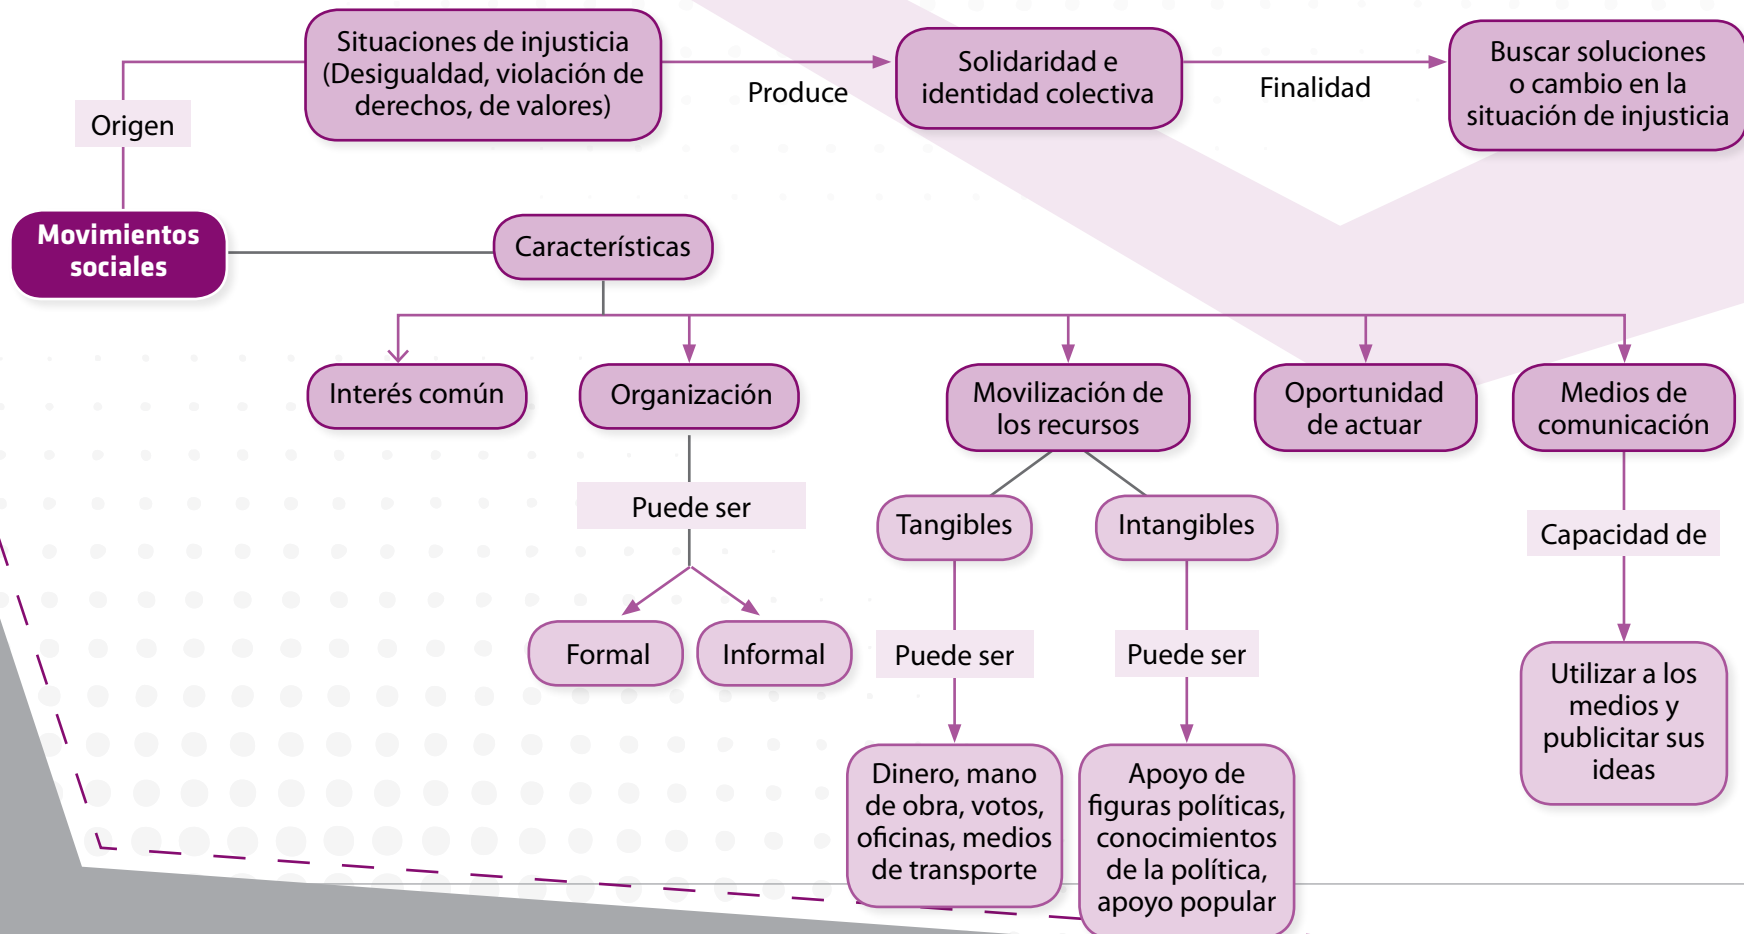 Situaciones de injusticia
(Desigualdad, violación de
derechos, de valores)
Produce
Solidaridad e
identidad colectiva
Finalidad
Buscar soluciones
o cambio en la
situación de injusticia
Origen
Movimientos
sociales
Característicás
Interés común
Organización
Movilización de
los recursos
Oportunidad
de actuar
Medios de
comunicación
Puede ser
Formal
Informal
Tangibles
Intangibles
Puede ser
Puede ser
Dinero, mano
de obra, votos,
oficinas, medios
de transporte
Apoyo de
figuras políticas,
conocimientos
de la política,
apoyo popular
Capacidad de
Utilizar a los
medios y
publicitar sus
ideas